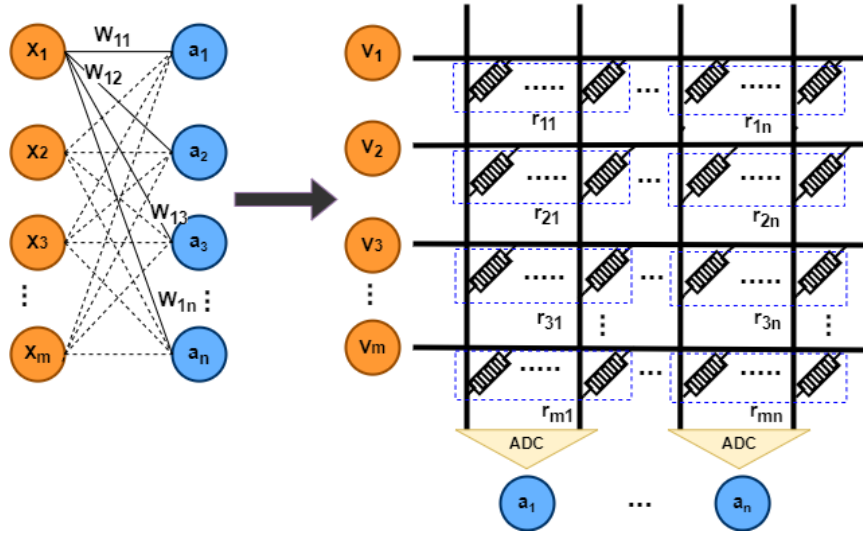 X1 W11 a1 V1
W12 ..... ... .....
r11 r1n
X2 a2 V2
..... ... .....
r21 r2n
W13
X3 a3 V3
..... ... .....
W1n
r31 r3n
Xm an Vm
..... ... .....
rm1 rmn
ADC ADC
a1 ... an